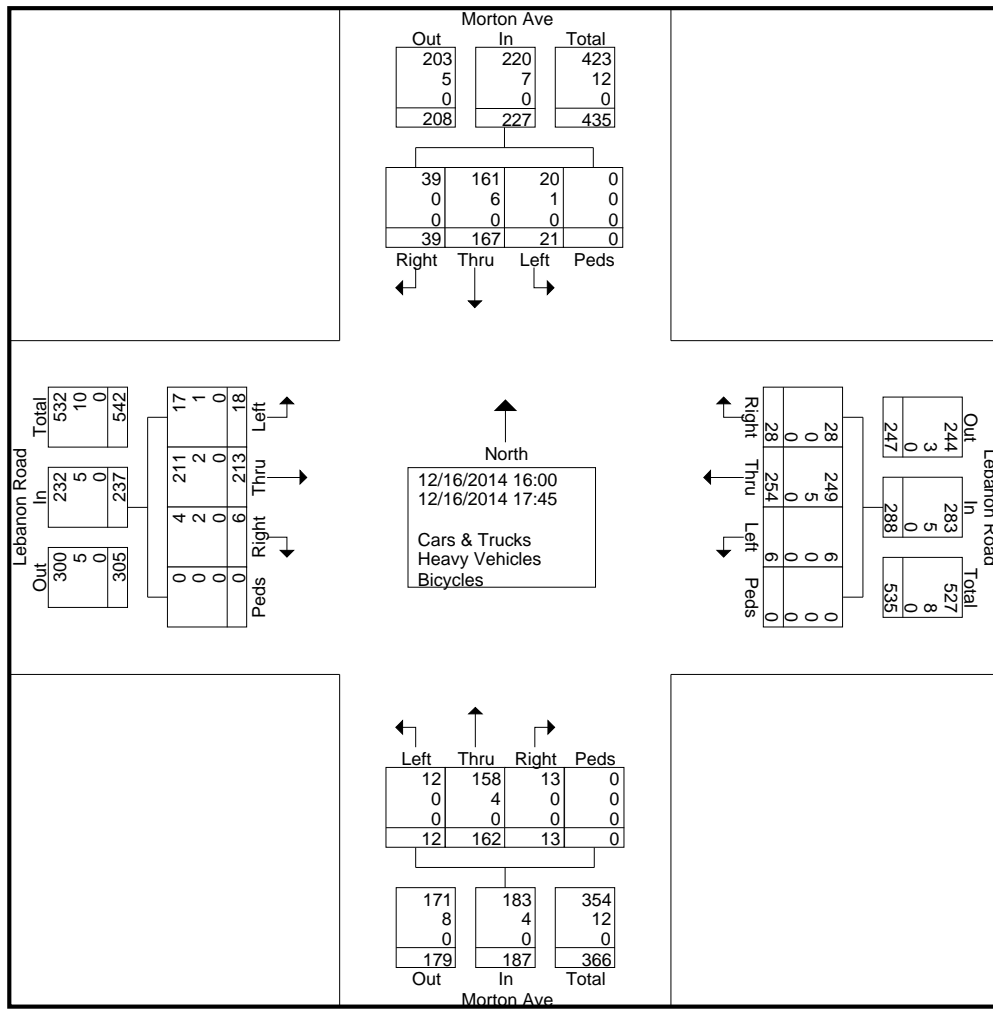 Morton Ave
Out In Total
203 220 423
5 7 12
0 0 0
208 227 435
39 161 20 0
0 6 1 0
0 0 0 0
39 167 21 0
Right Thru Left Peds
Lebanon Road
Total In Out
532 232 300
10 5 5
0 0 0
542 237 305
17 211 4 0
1 2 2 0
0 0 0 0
18 213 6 0
Left Thru Right Peds
North
12/16/2014 16:00
12/16/2014 17:45
Cars & Trucks
Heavy Vehicles
Bicycles
Right Thru Left Peds
28 249 6 0
0 5 0 0
0 0 0 0
28 254 6 0
Lebanon Road
Out In Total
244 283 527
3 5 8
0 0 0
247 288 535
Left Thru Right Peds
12 158 13 0
0 4 0 0
0 0 0 0
12 162 13 0
171 183 354
8 4 12
0 0 0
179 187 366
Out In Total
Morton Ave